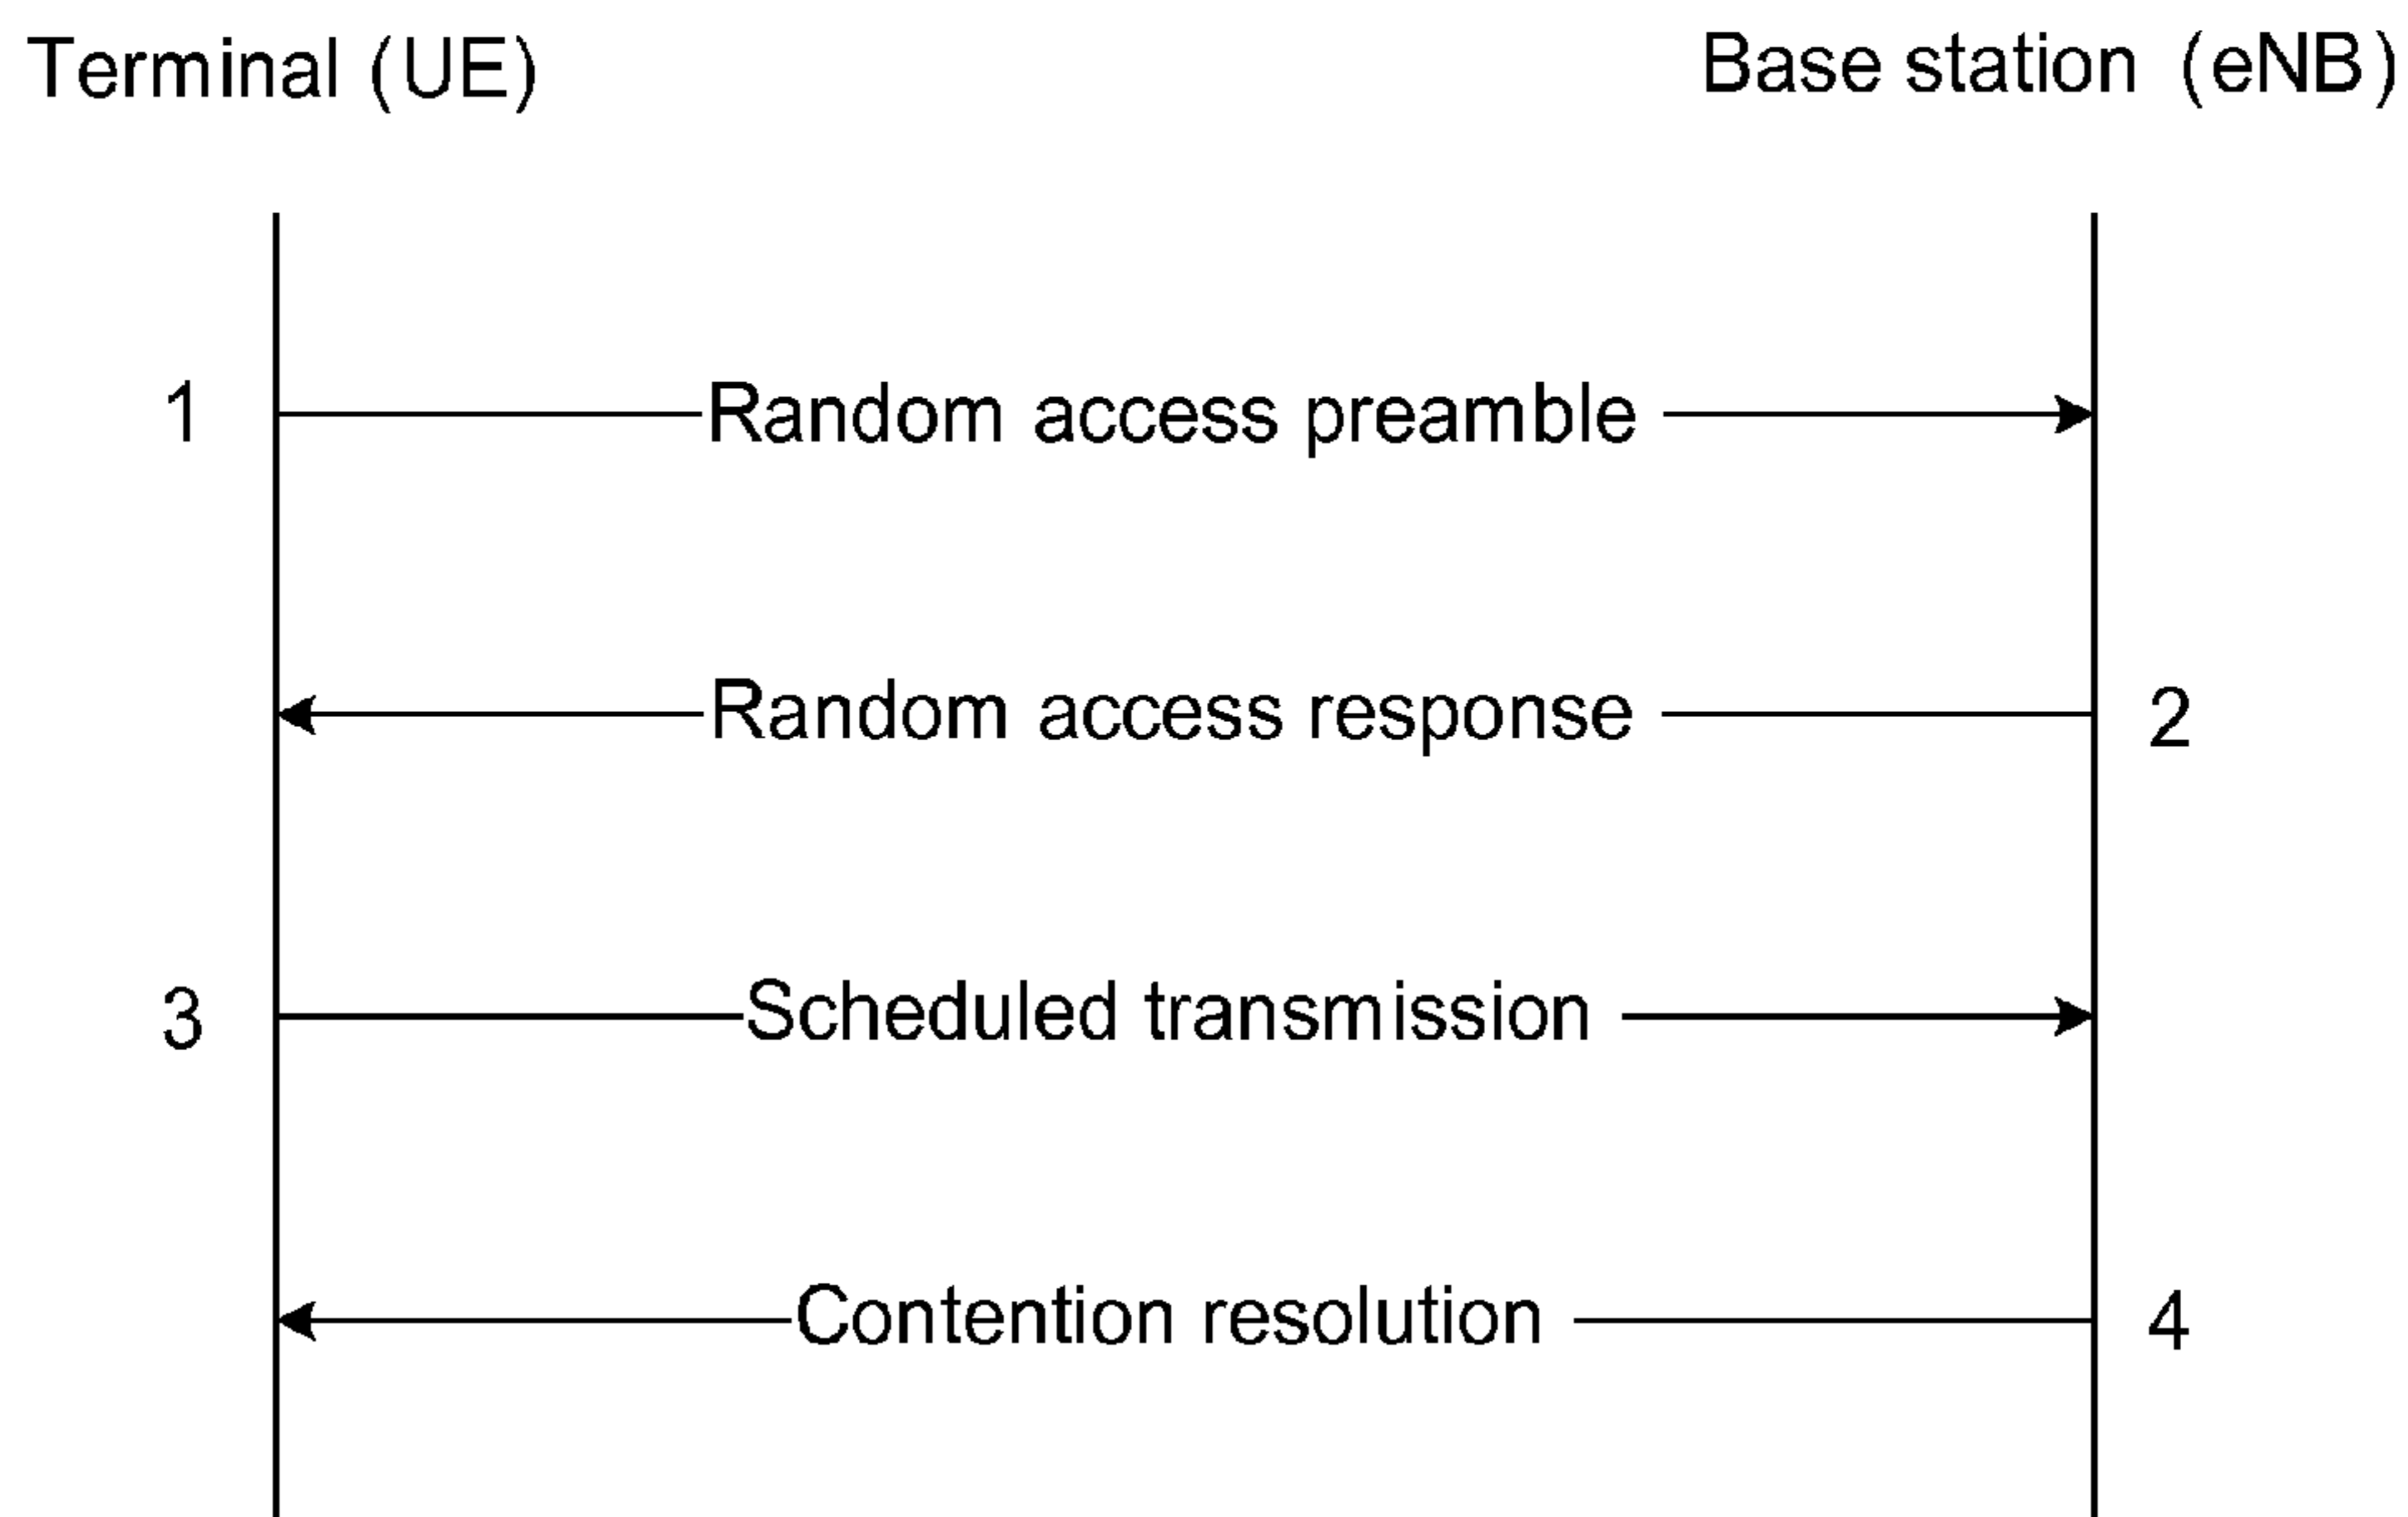 Terminal (UE)
Base station (eNB)
1 Random access preamble
Random access response 2
3 Scheduled transmission
Contention resolution 4